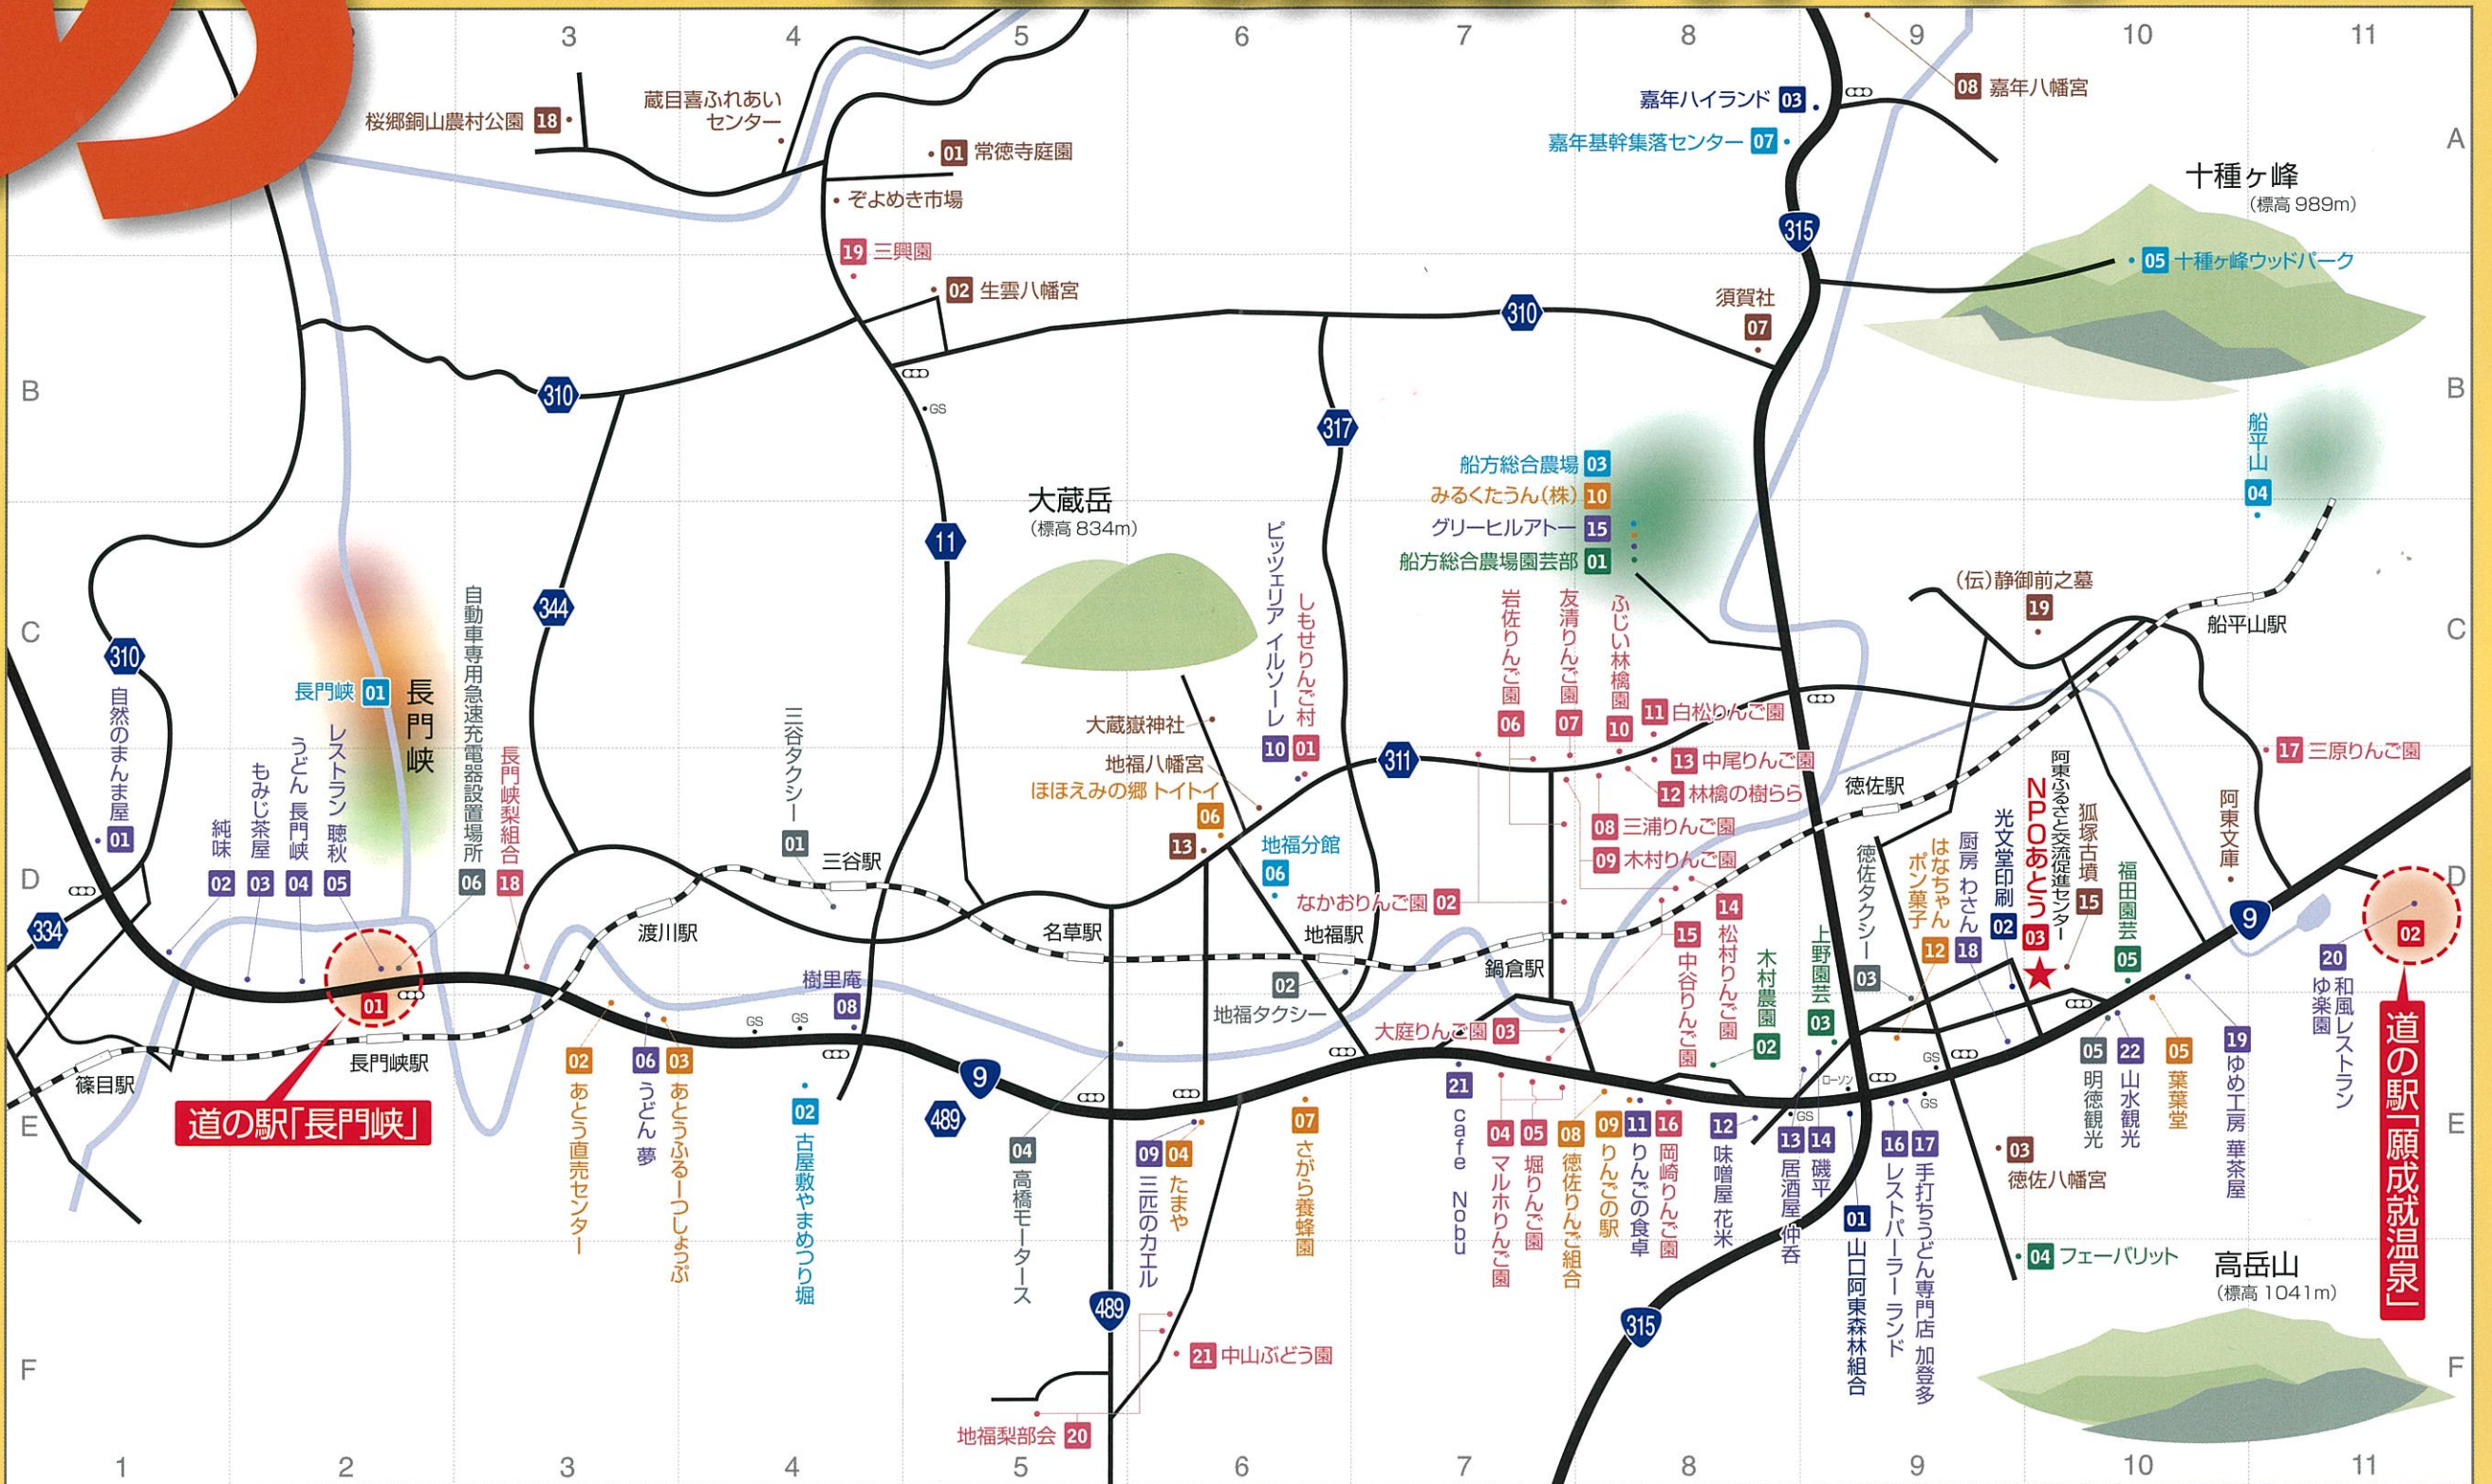 3
4
5
6
7
8
9
10
11
A
B
C
D
E
F
桜郷銅山農村公園 18
蔵目喜ふれあい
センター
01 常徳寺庭園
ぞよめき市場
19 三興園
02 生雲八幡宮
嘉年ハイランド 03
嘉年基幹集落センター 07
08 嘉年八幡宮
315
十種ヶ峰
(標高 989m)
05 十種ヶ峰ウッドパーク
須賀社
07
310
310
GS
317
船方総合農場 03
みるくたうん(株) 10
グリーヒルアトー 15
船方総合農場園芸部 01
船平山
04
大蔵岳
(標高 834m)
11
344
310
長門峡 01
長門峡
自然のまんま屋
01
純味
02
もみじ茶屋
03
うどん 長門峡
04
レストラン 聴秋
05
自動車専用急速充電器設置場所
06
長門峡梨組合
18
三谷タクシー
01
三谷駅
渡川駅
大蔵嶽神社
地福八幡宮
ほほえみの郷 トイトイ
06
13
ピッツェリア イルソーレ
10
しもせりんご村
01
地福分館
06
311
岩佐りんご園
06
友清りんご園
07
ふじい林檎園
10
11 白松りんご園
13 中尾りんご園
12 林檎の樹らら
08 三浦りんご園
09 木村りんご園
なかおりんご園 02
14
松村りんご園
15
中谷りんご園
木村農園
02
上野園芸
03
(伝)静御前之墓
19
船平山駅
17 三原りんご園
徳佐駅
徳佐タクシー
03
はなちゃん
ポン菓子
12
厨房 わさん
18
光文堂印刷
02
阿東ふるさと交流促進センター
NPOあとう
03
狐塚古墳
15
福田園芸
05
阿東文庫
9
02
20
和風レストラン
ゆ楽園
道の駅「願成就温泉」
334
01
長門峡駅
篠目駅
道の駅「長門峡」
樹里庵
08
GS
GS
名草駅
地福駅
02
地福タクシー
鍋倉駅
大庭りんご園 03
02
あとう直売センター
06
うどん 夢
03
あとうふるーつしょっぷ
02
古屋敷やまめつり堀
9
489
04
高橋モータース
09
三匹のカエル
04
たまや
07
さがら養蜂園
21
cafe Nobu
04
マルホりんご園
05
堀りんご園
08
徳佐りんご組合
09
りんごの駅
11
りんごの食卓
16
岡崎りんご園
12
味噌屋 花米
13
居酒屋 仲呑
14
磯平
GS
ローソン
GS
GS
01
山口阿東森林組合
16
レストパーラー ランド
17
手打ちうどん専門店 加登多
03
徳佐八幡宮
05
明徳観光
22
山水観光
05
葉葉堂
19
ゆめ工房 華茶屋
04 フェーバリット
高岳山
(標高 1041m)
489
315
21 中山ぶどう園
地福梨部会 20
A
B
C
D
E
F
1
2
3
4
5
6
7
8
9
10
11